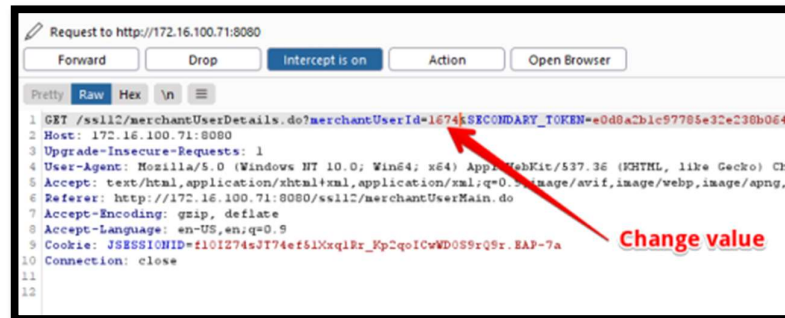 Request to http://172.16.100.71:8080
Forward Drop Intercept is on Action Open Browser
Pretty Raw Hex \n ≡
1 GET /ssl12/merchantUserDetails.do?merchantUserId=1674&SECONDARY_TOKEN=e0d8a2b1c97785e32e238b064
2 Host: 172.16.100.71:8080
3 Upgrade-Insecure-Requests: 1
4 User-Agent: Mozilla/5.0 (Windows NT 10.0; Win64; x64) AppleWebKit/537.36 (KHTML, like Gecko) Ch
5 Accept: text/html,application/xhtml+xml,application/xml;q=0.9,image/avif,image/webp,image/apng,
6 Referer: http://172.16.100.71:8080/ssl12/merchantUserMain.do
7 Accept-Encoding: gzip, deflate
8 Accept-Language: en-US,en;q=0.9
9 Cookie: JSESSIONID=
10 Connection: close
11
12
Change value